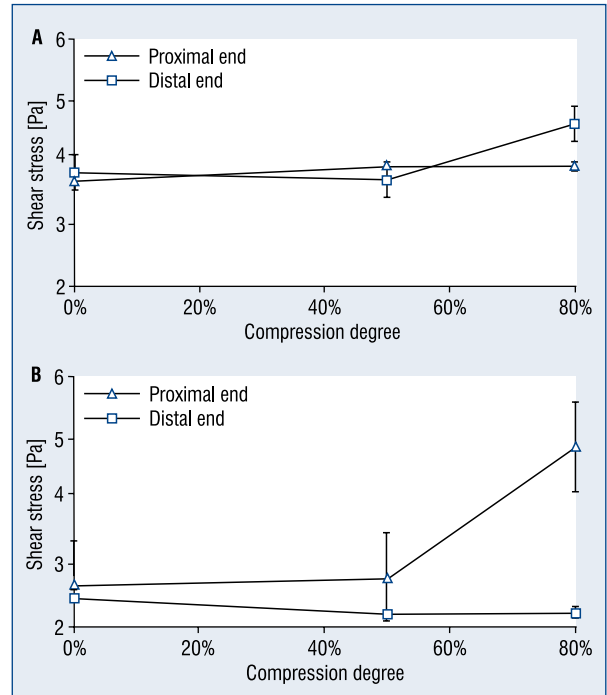 A
Proximal end
Distal end
Shear stress [Pa]
6
5
4
3
2
0% 20% 40% 60% 80%
Compression degree
B
Proximal end
Distal end
Shear stress [Pa]
6
5
4
3
2
0% 20% 40% 60% 80%
Compression degree